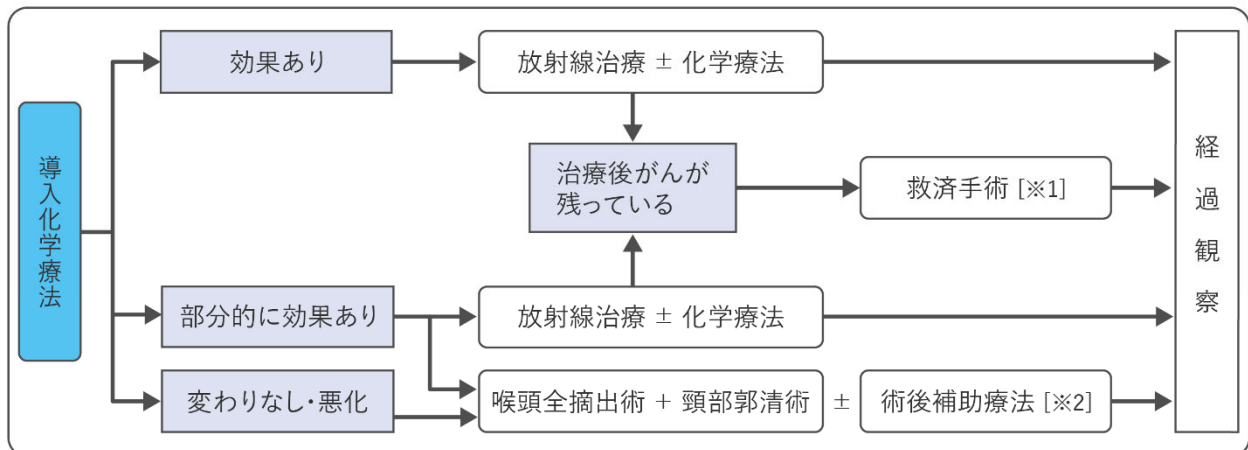 導入化学療法
効果あり
放射線治療 ± 化学療法
治療後がんが
残っている
救済手術 [※1]
部分的に効果あり
放射線治療 ± 化学療法
変わりなし・悪化
喉頭全摘出術 + 頸部郭清術 ± 術後補助療法 [※2]
経過観察